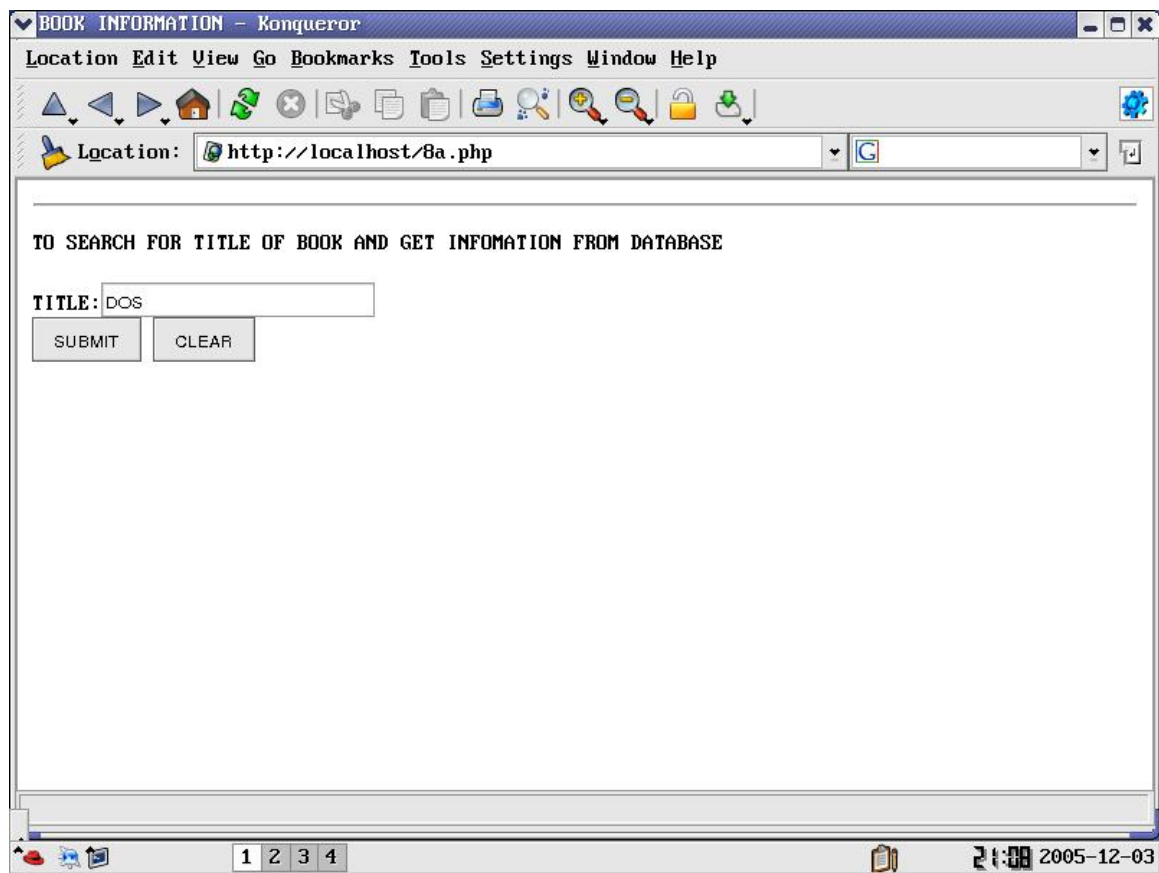 BOOK INFORMATION - Konqueror
Location Edit View Go Bookmarks Tools Settings Window Help
Location: http://localhost/8a.php G
TO SEARCH FOR TITLE OF BOOK AND GET INFOMATION FROM DATABASE
TITLE: DOS
SUBMIT CLEAR
1 2 3 4 21:08 2005-12-03